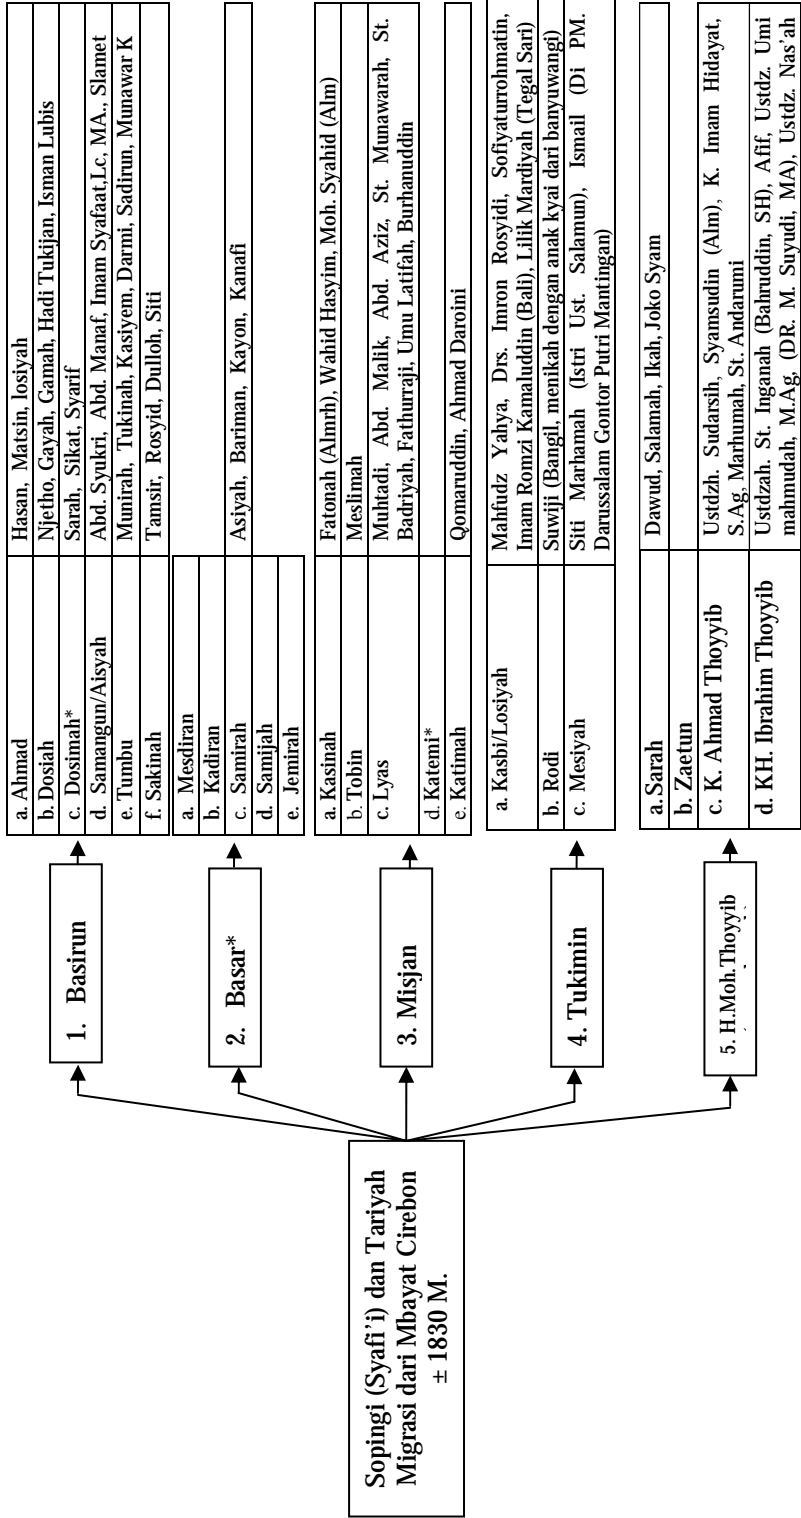 Sopingi (Syafi’i) dan Tariyah
Migrasi dari Mbayat Cirebon
± 1830 M.
1. Basirun
a. Ahmad
Hasan, Matsin, Iosiyah
b. Dosiah
Njetho, Gayah, Gamah, Hadi Tukijan, Isman Lubis
c. Dosimah*
Sarah, Sikat, Syarif
d. Samangun/Aisyah
Abd. Syukri, Abd. Manaf, Imam Syafaat,Lc, MA., Slamet
e. Tumbu
Munirah, Tukinah, Kasiyem, Darmi, Sadirun, Munawar K
f. Sakinah
Tamsir, Rosyid, Dulloh, Siti
2. Basar*
a. Mesdiran
b. Kadiran
c. Samirah
Asiyah, Bariman, Kayon, Kanafi
d. Samijah
e. Jemirah
3. Misjan
a. Kasinah
Fatonah (Almrh), Wahid Hasyim, Moh. Syahid (Alm)
b. Tobin
Meslimah
c. Lyas
Muhtadi, Abd. Malik, Abd. Aziz, St. Munawarah, St.
Badriyah, Fathurraji, Umu Latifah, Burhanuddin
d. Katemi*
e. Katimah
Qomaruddin, Ahmad Daroini
4. Tukimin
a. Kasbi/Losiyah
Mahfudz Yahya, Drs. Imron Rosyidi, Sofiyaturohmatin,
Imam Romzi Kamaluddin (Bali), Lilik Mardiyah (Tegal Sari)
b. Rodi
Suwiji (Bangil, menikah dengan anak kyai dari banyuwangi)
c. Mesiyah
Siti Marhamah (Istri Ust. Salamun), Ismail (Di PM.
Darussalam Gontor Putri Mantingan)
5. H.Moh.Thoyyib
a. Sarah
Dawud, Salamah, Ikah, Joko Syam
b. Zaetun
c. K. Ahmad Thoyyib
Ustdzh. Sudarsih, Syamsudin (Alm), K. Imam Hidayat,
S.Ag, Marhumah, St. Andarumi
d. KH. Ibrahim Thoyyib
Ustdzah. St. Inganah (Bahruddin, SH), Afif, Ustdz. Umi
mahmudah, M.Ag, (DR. M. Suyudi, MA), Ustdz. Nas’ah